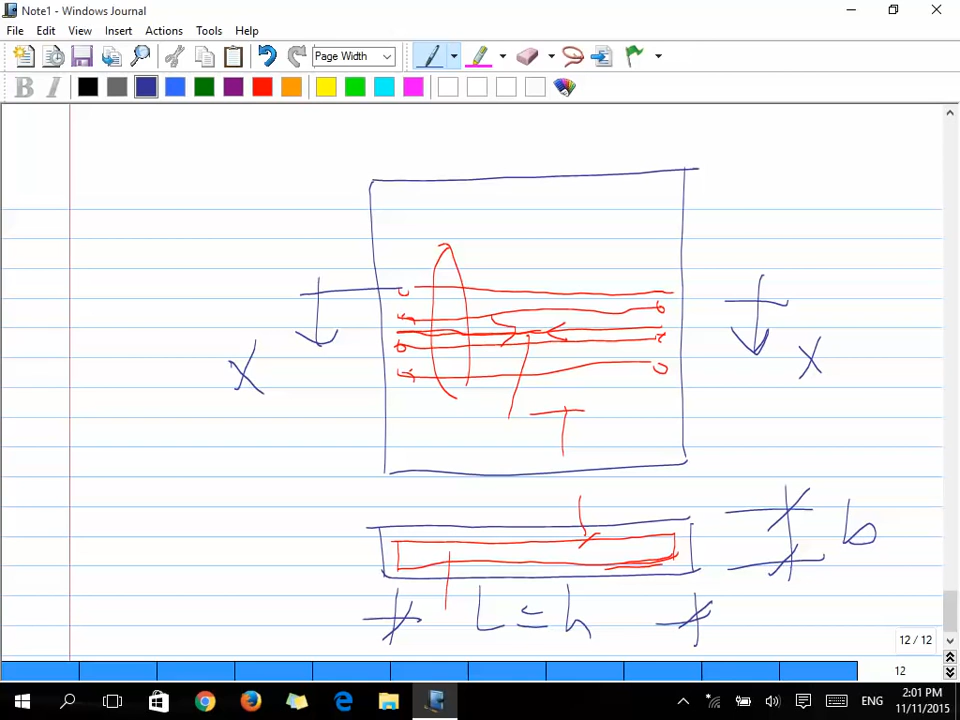 Note1 - Windows Journal
File Edit View Insert Actions Tools Help
Page Width
B I
X X
T
b
L = h
12 / 12
12
ENG
2:01 PM
11/11/2015